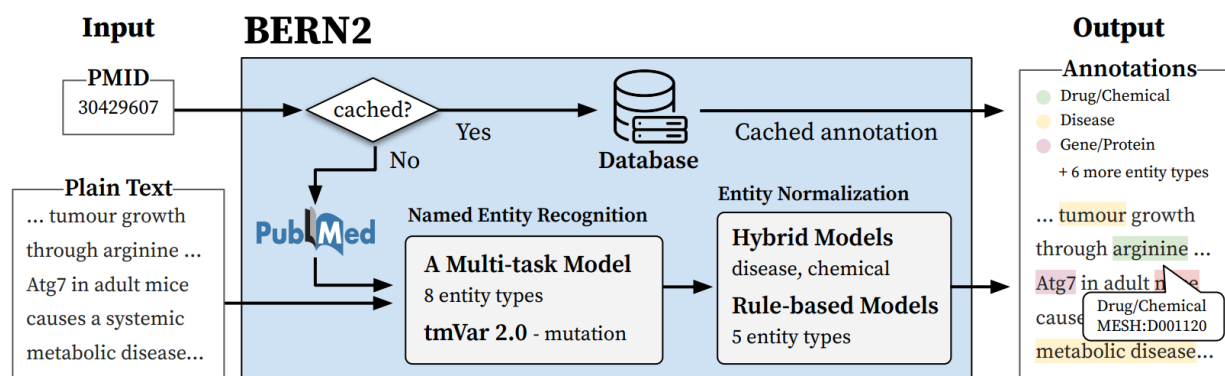 Input
BERN2
Output
PMID
30429607
cached?
Yes
No
Database
Cached annotation
Annotations
Drug/Chemical
Disease
Gene/Protein
+ 6 more entity types
Plain Text
... tumour growth
through arginine ...
Atg7 in adult mice
causes a systemic
metabolic disease...
PubMed
Named Entity Recognition
A Multi-task Model
8 entity types
tmVar 2.0 - mutation
Entity Normalization
Hybrid Models
disease, chemical
Rule-based Models
5 entity types
... tumour growth
through arginine ...
Atg7 in adult
Drug/Chemical
MESH:D001120
metabolic disease...